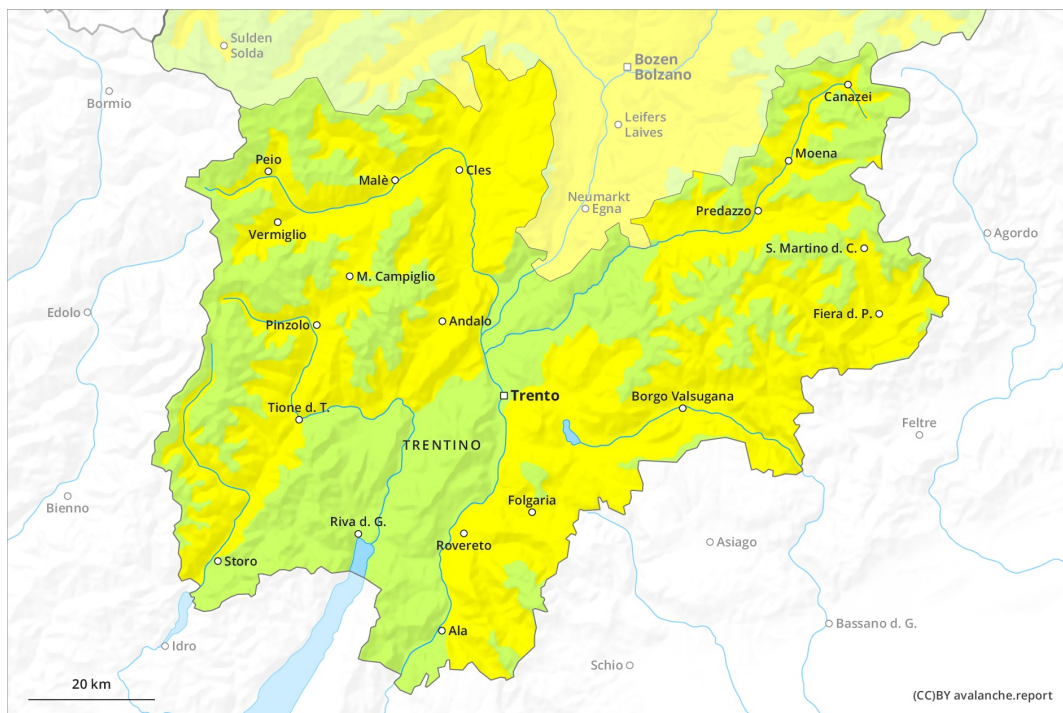 Sulden
Solda
Bozen
Bolzano
Bormio
Canazei
Leifers
Laives
Moena
Peio
Malè
Cles
Neumarkt
Egna
Predazzo
Vermiglio
Agordo
S. Martino d. C.
M. Campiglio
Edolo
Pinzolo
Andalo
Fiera d. P.
Trento
Borgo Valsugana
Tione d. T.
Feltre
TRENTINO
Bienno
Folgaria
Riva d. G.
Rovereto
Asiago
Storo
Bassano d. G.
Ala
Idro
Schio
20 km
(CC)BY avalanche.report